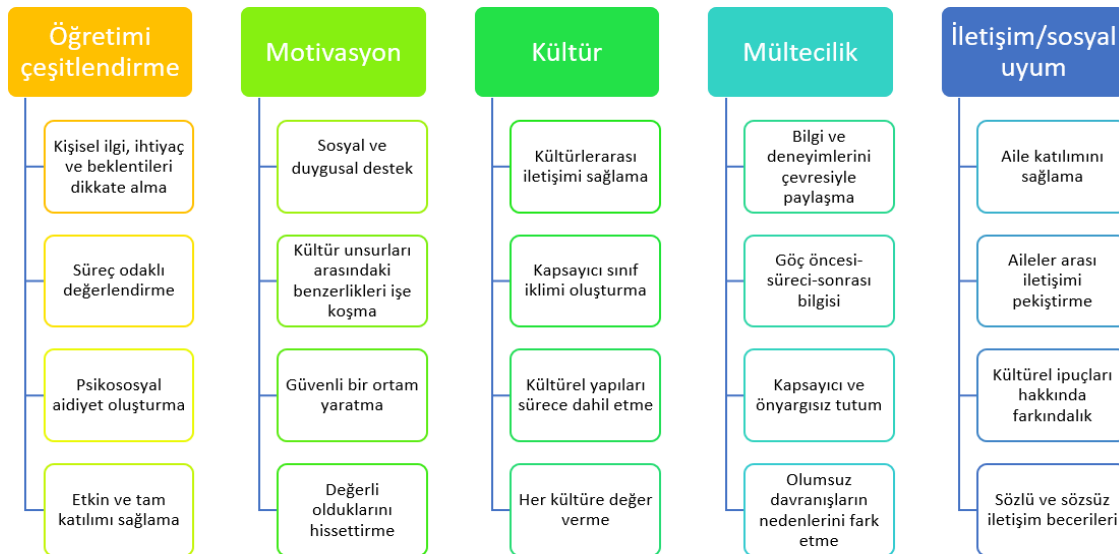 Öğretimi
çeşitlendirme
Kişisel ilgi, ihtiyaç
ve beklentileri
dikkate alma
Süreç odaklı
değerlendirme
Psikososyal
aidiyet oluşturma
Etkin ve tam
katılımı sağlama
Motivasyon
Sosyal ve
duygusal destek
Kültür unsurları
arasındaki
benzerlikleri işe
koşma
Güvenli bir ortam
yaratma
Değerli
olduklarını
hissettirme
Kültür
Kültürlerarası
iletişimi sağlama
Kapsayıcı sınıf
iklimi oluşturma
Kültürel yapıları
sürece dahil etme
Her kültüre değer
verme
Mültecilik
Bilgi ve
deneyimlerini
çevresiyle
paylaşma
Göç öncesi-
süreci-sonrası
bilgisi
Kapsayıcı ve
önyargısız tutum
Olumsuz
davranışların
nedenlerini fark
etme
İletişim/sosyal
uyum
Aile katılımını
sağlama
Aileler arası
iletişimi
pekiştirme
Kültürel ipuçları
hakkında
farkındalık
Sözlü ve sözsüz
iletişim becerileri